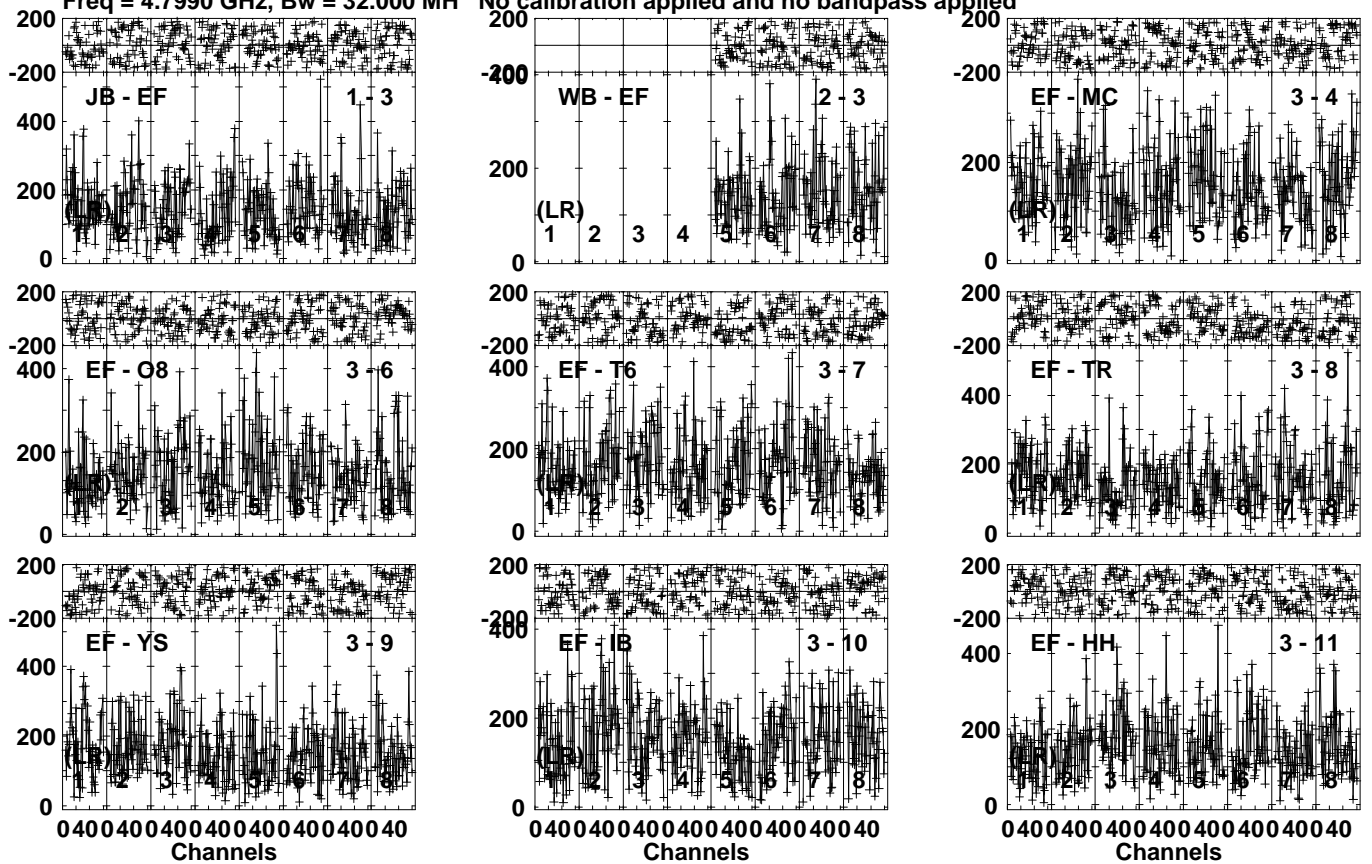 Freq = 4.7990 GHz, Bw = 32.000 MH No calibration applied and no bandpass applied
200 200 200
-200 -200 -200
JB - EF 1 - 3 400 WB - EF 2 - 3 EF - MC 3 - 4
400 400
200 200 200
(LR) (LR) (LR)
1 2 3 4 5 6 7 8 1 2 3 4 5 6 7 8 1 2 3 4 5 6 7 8
0 0 0
200 200 200
-200 -200 -200
400 EF - O8 3 - 6 400 EF - T6 3 - 7 EF - TR 3 - 8
400
200 200 200
(LR) (LR) (LR)
1 2 3 4 5 6 7 8 1 2 3 4 5 6 7 8 1 2 3 4 5 6 7 8
0 0 0
200 200 200
-200 -200 -200
EF - YS 3 - 9 400 EF - IB 3 - 10 EF - HH 3 - 11
400 400
200 200 200
(LR) (LR) (LR)
1 2 3 4 5 6 7 8 1 2 3 4 5 6 7 8 1 2 3 4 5 6 7 8
0 0 0
0 40 0 40 0 40 0 40 0 40 0 40 0 40 0 40 0 40 0 40 0 40 0 40 0 40 0 40 0 40 0 40 0 40 0 40 0 40 0 40 0 40 0 40 0 40 0 40
Channels Channels Channels